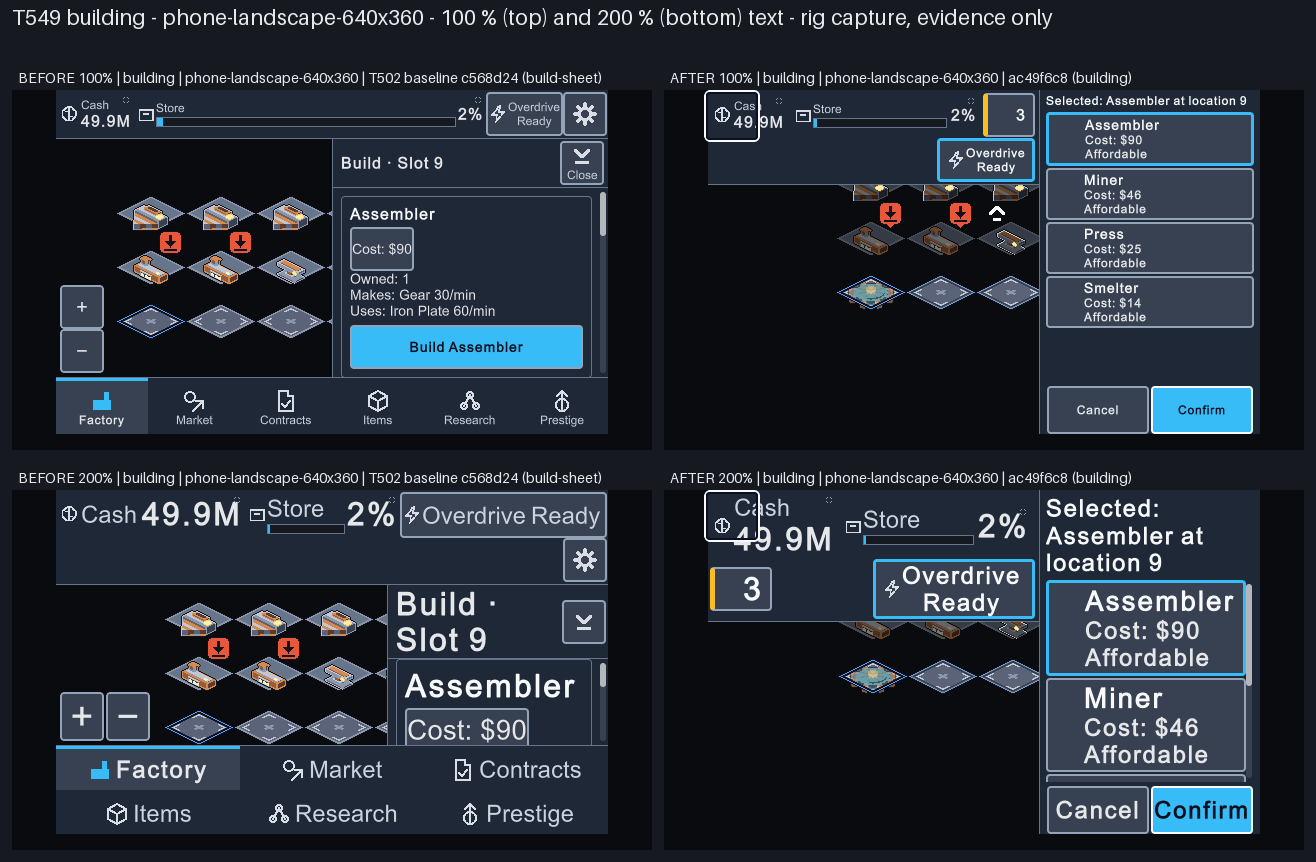 T549 building - phone-landscape-640x360 - 100 % (top) and 200 % (bottom) text - rig capture, evidence only
BEFORE 100% | building | phone-landscape-640x360 | T502 baseline c568d24 (build-sheet)
Cash
49.9M
Store
2%
Overdrive
Ready
Build · Slot 9
Close
Assembler
Cost: $90
Owned: 1
Makes: Gear 30/min
Uses: Iron Plate 60/min
Build Assembler
+
−
Factory
Market
Contracts
Items
Research
Prestige
AFTER 100% | building | phone-landscape-640x360 | ac49f6c8 (building)
Cas
49.9M
Store
2%
3
Overdrive
Ready
Selected: Assembler at location 9
Assembler
Cost: $90
Affordable
Miner
Cost: $46
Affordable
Press
Cost: $25
Affordable
Smelter
Cost: $14
Affordable
Cancel
Confirm
BEFORE 200% | building | phone-landscape-640x360 | T502 baseline c568d24 (build-sheet)
Cash 49.9M
Store
2%
Overdrive Ready
Build ·
Slot 9
Assembler
Cost: $90
+
−
Factory
Market
Contracts
Items
Research
Prestige
AFTER 200% | building | phone-landscape-640x360 | ac49f6c8 (building)
Cash
49.9M
Store
2%
3
Overdrive
Ready
Selected:
Assembler at
location 9
Assembler
Cost: $90
Affordable
Miner
Cost: $46
Affordable
Cancel
Confirm